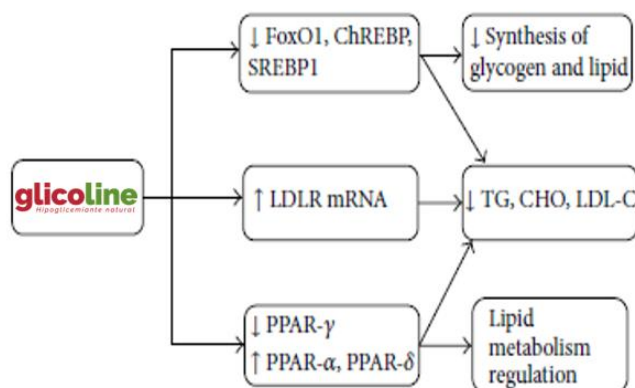 ↓ FoxO1, ChREBP,
SREBP1
↓ Synthesis of
glycogen and lipid
glicoline
Hipoglicemiante natural
↑ LDLR mRNA
↓ TG, CHO, LDL-C
↓ PPAR-γ
↑ PPAR-α, PPAR-δ
Lipid
metabolism
regulation